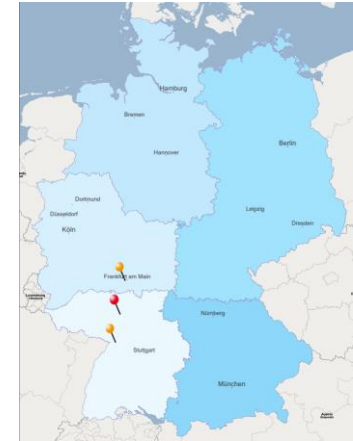 Hamburg
Bremen
Hannover
Berlin
Dortmund
Düsseldorf
Köln
Leipzig
Dresden
Frankfurt am Main
Nürnberg
Stuttgart
München